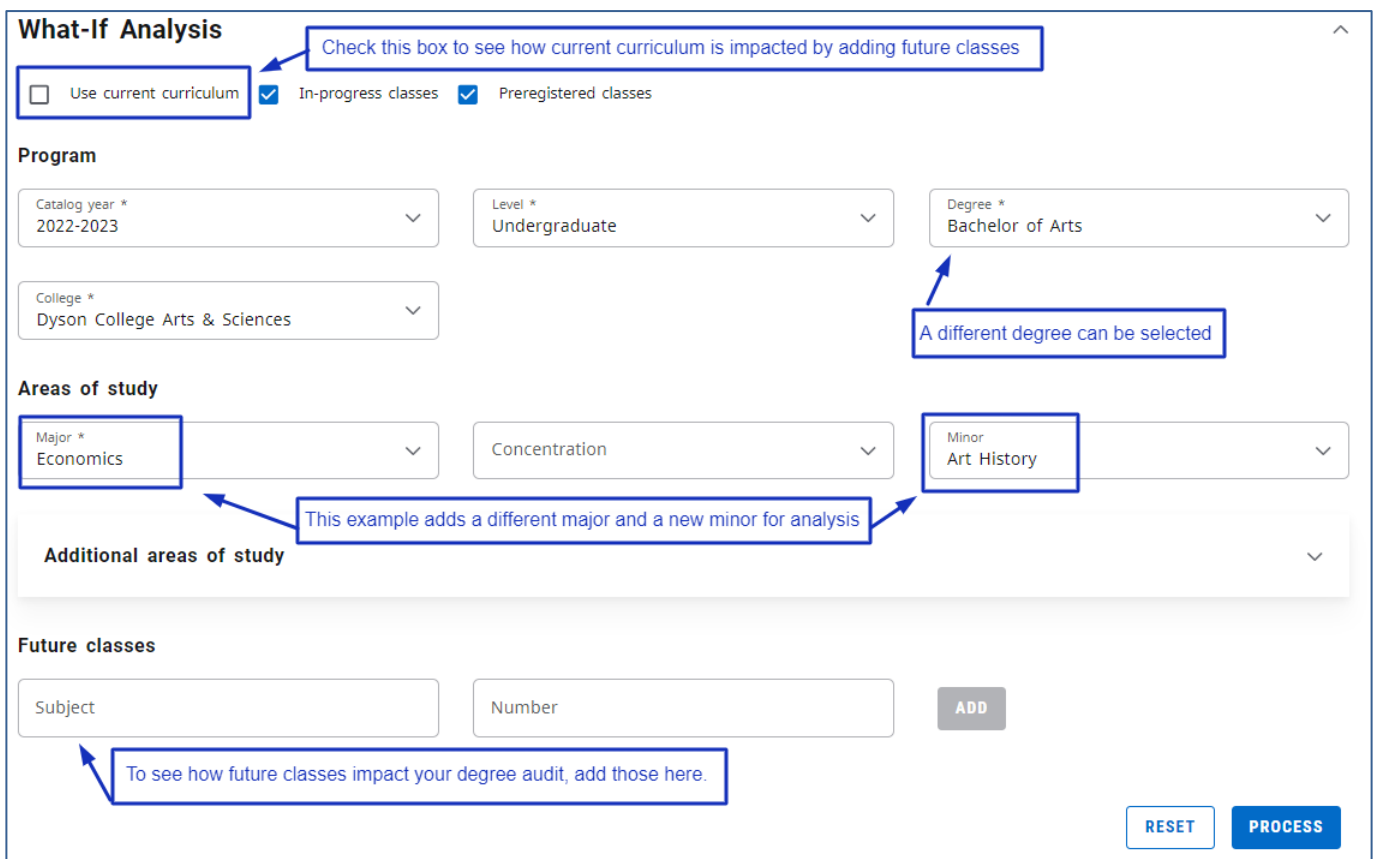 What-If Analysis
Check this box to see how current curriculum is impacted by adding future classes
Use current curriculum
In-progress classes
Preregistered classes
Program
Catalog year *
2022-2023
Level *
Undergraduate
Degree *
Bachelor of Arts
College *
Dyson College Arts & Sciences
A different degree can be selected
Areas of study
Major *
Economics
Concentration
Minor
Art History
This example adds a different major and a new minor for analysis
Additional areas of study
Future classes
Subject
Number
ADD
To see how future classes impact your degree audit, add those here.
RESET
PROCESS